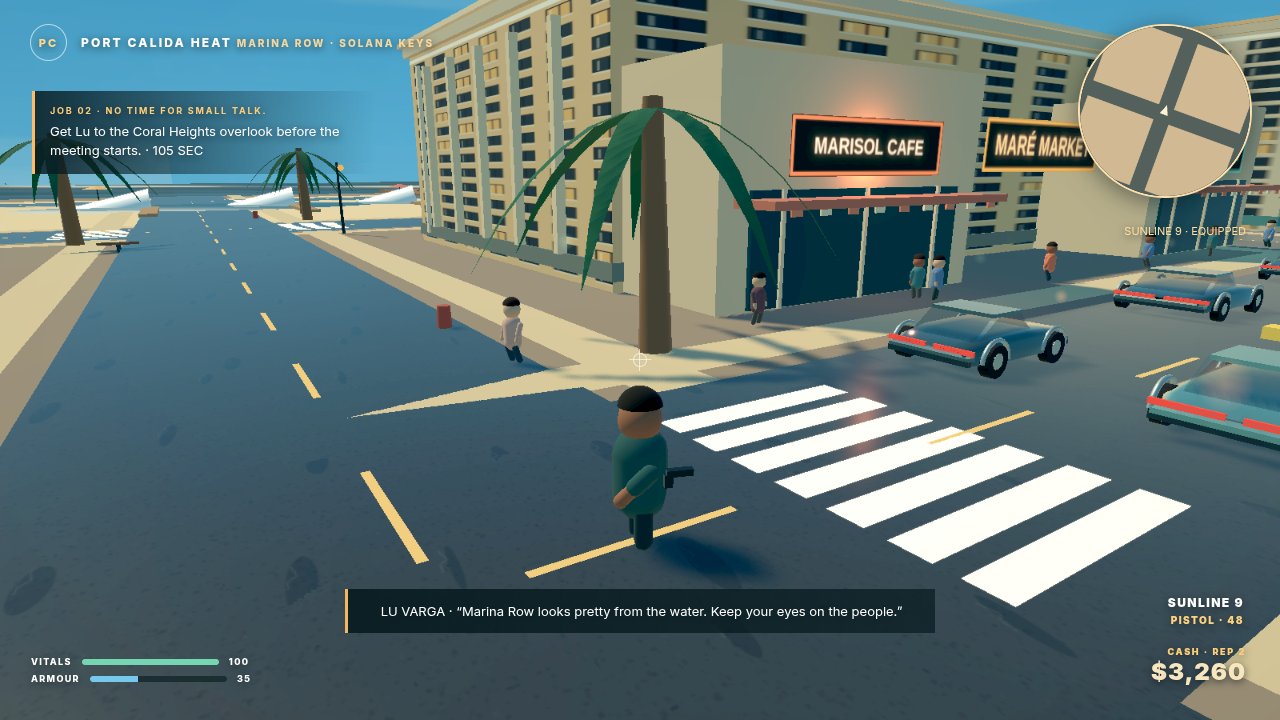 PC
PORT CALIDA HEAT MARINA ROW · SOLANA KEYS
JOB 02 · NO TIME FOR SMALL TALK.
Get Lu to the Coral Heights overlook before the
meeting starts. · 105 SEC
MARISOL CAFE
MARÉ MARKE
SUNLINE 9 · EQUIPPED
LU VARGA · “Marina Row looks pretty from the water. Keep your eyes on the people.”
SUNLINE 9
PISTOL · 48
VITALS 100
ARMOUR 35
CASH · REP 2
$3,260